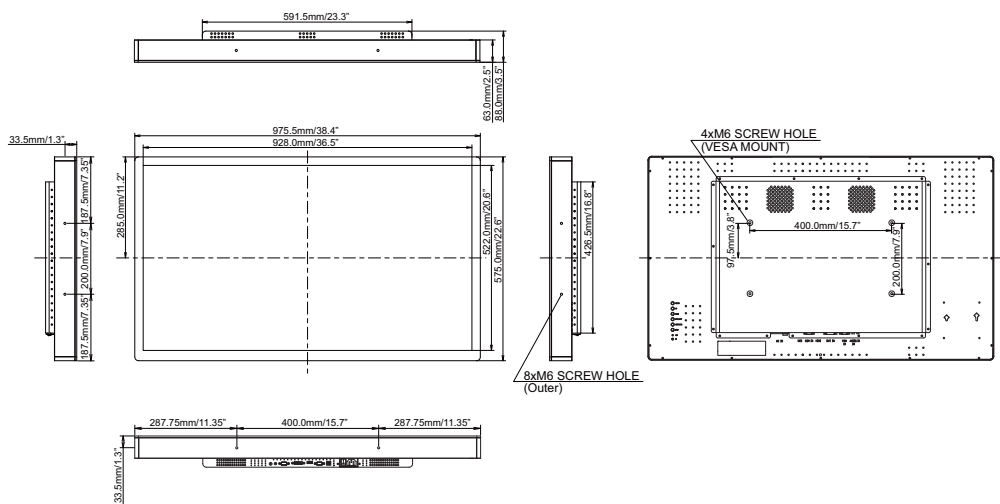 591.5mm/23.3"
63.0mm/2.5"
88.0mm/3.5"
33.5mm/1.3"
975.5mm/38.4"
928.0mm/36.5"
187.5mm/7.35"
200.0mm/7.9"
187.5mm/7.35"
285.0mm/11.2"
522.0mm/20.6"
575.0mm/22.6"
426.5mm/16.8"
8xM6 SCREW HOLE
(Outer)
4xM6 SCREW HOLE
(VESA MOUNT)
97.5mm/3.8"
400.0mm/15.7"
200.0mm/7.9"
287.75mm/11.35"
400.0mm/15.7"
287.75mm/11.35"
33.5mm/1.3"